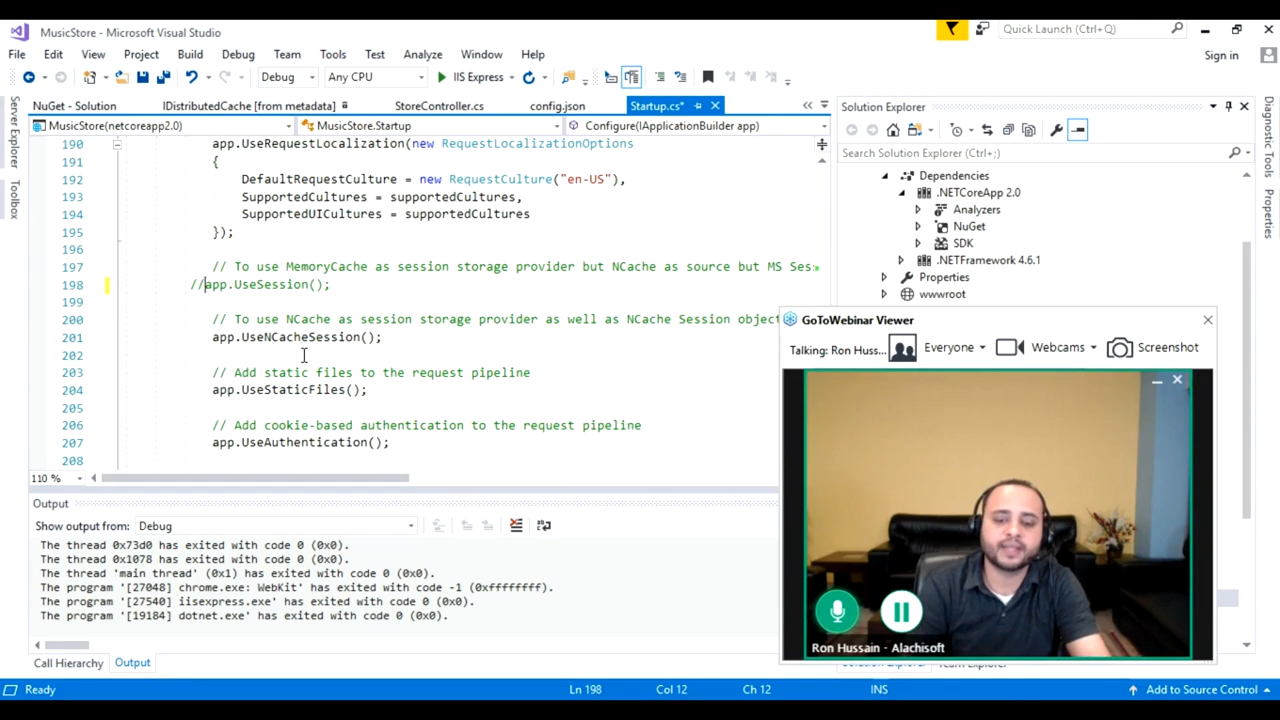 MusicStore - Microsoft Visual Studio
Quick Launch (Ctrl+Q)
File Edit View Project Build Debug Team Tools Test Analyze Window Help
Sign in
Debug Any CPU IIS Express
Server Explorer
Toolbox
NuGet - Solution IDistributedCache [from metadata] StoreController.cs config.json Startup.cs*
MusicStore(netcoreapp2.0) MusicStore.Startup Configure(IApplicationBuilder app)
190 app.UseRequestLocalization(new RequestLocalizationOptions
191 {
192 DefaultRequestCulture = new RequestCulture("en-US"),
193 SupportedCultures = supportedCultures,
194 SupportedUICultures = supportedCultures
195 });
196
197 // To use MemoryCache as session storage provider but NCache as source but MS Ses
198 //app.UseSession();
199
200 // To use NCache as session storage provider as well as NCache Session object
201 app.UseNCacheSession();
202
203 // Add static files to the request pipeline
204 app.UseStaticFiles();
205
206 // Add cookie-based authentication to the request pipeline
207 app.UseAuthentication();
208
110 %
Output
Show output from: Debug
The thread 0x73d0 has exited with code 0 (0x0).
The thread 0x1078 has exited with code 0 (0x0).
The thread 'main thread' (0x1) has exited with code 0 (0x0).
The program '[27048] chrome.exe: WebKit' has exited with code -1 (0xffffffff).
The program '[27540] iisexpress.exe' has exited with code 0 (0x0).
The program '[19184] dotnet.exe' has exited with code 0 (0x0).
Call Hierarchy Output
Solution Explorer
Search Solution Explorer (Ctrl+;)
Dependencies
.NETCoreApp 2.0
Analyzers
NuGet
SDK
.NETFramework 4.6.1
Properties
wwwroot
Diagnostic Tools
Properties
GoToWebinar Viewer
Talking: Ron Huss... Everyone Webcams Screenshot
Ron Hussain - Alachisoft
Solution Explorer Team Explorer
Ready Ln 198 Col 12 Ch 12 INS Add to Source Control